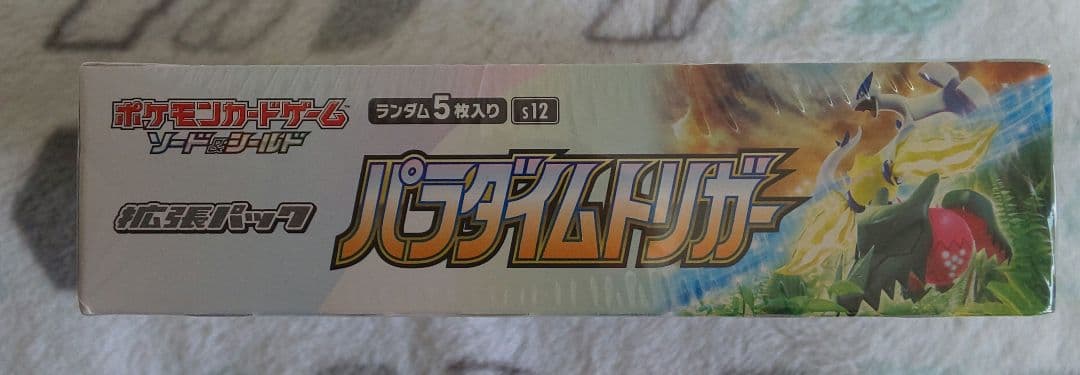 ポケモンカードゲーム
ソード&シールド
拡張パック
ランダム5枚入り s12
パラダイムトリガー